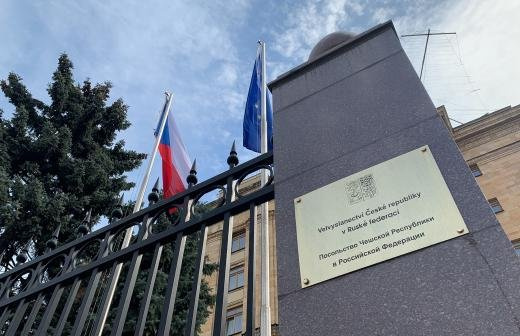 Velvyslanectví České republiky
v Ruské federaci
Посольство Чешской Республики
в Российской Федерации